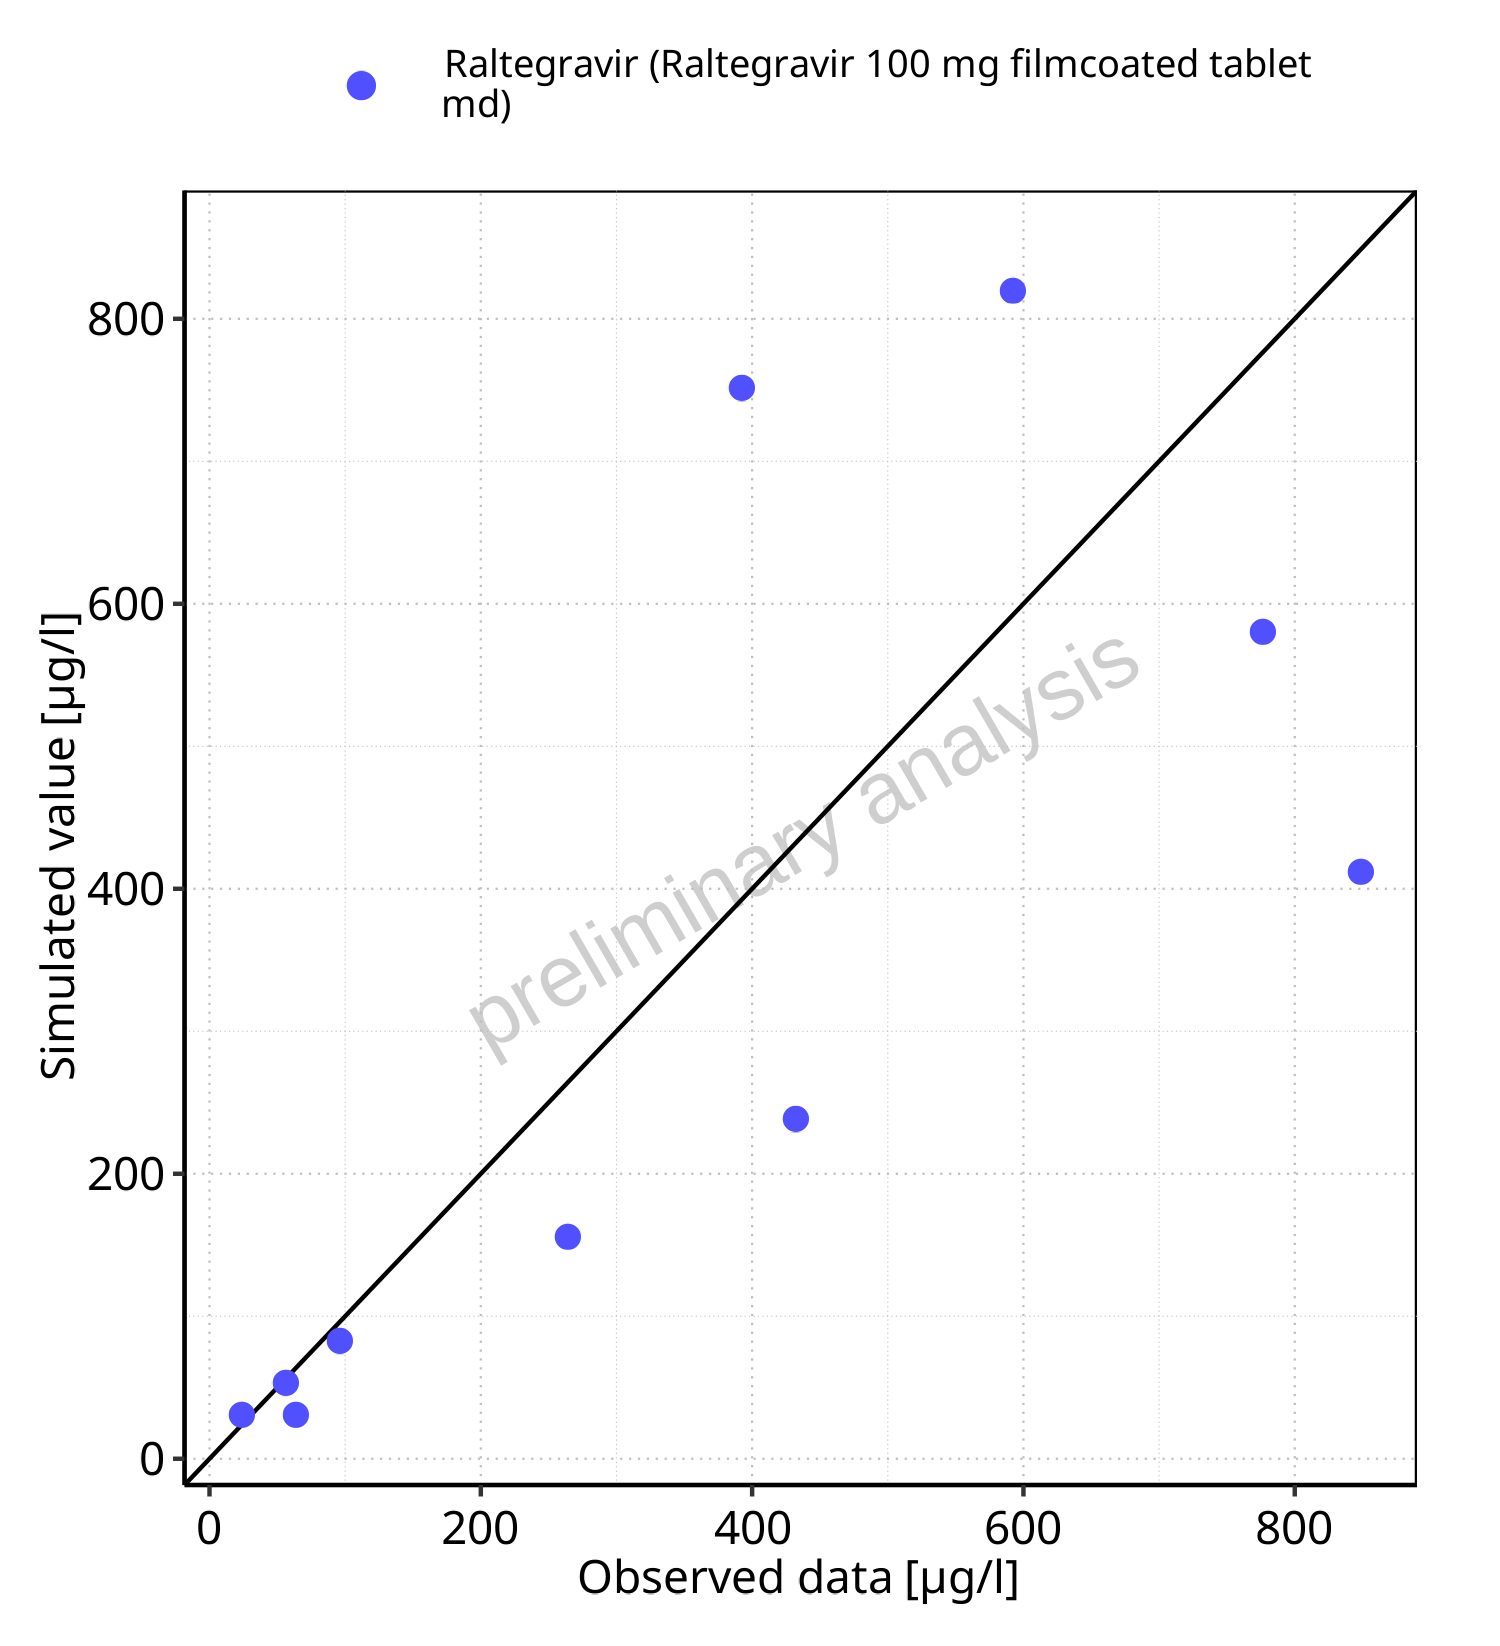 Raltegravir (Raltegravir 100 mg filmcoated tablet
md)
800
600
400
200
0
Simulated value [µg/l]
preliminary analysis
0 200 400 600 800
Observed data [µg/l]